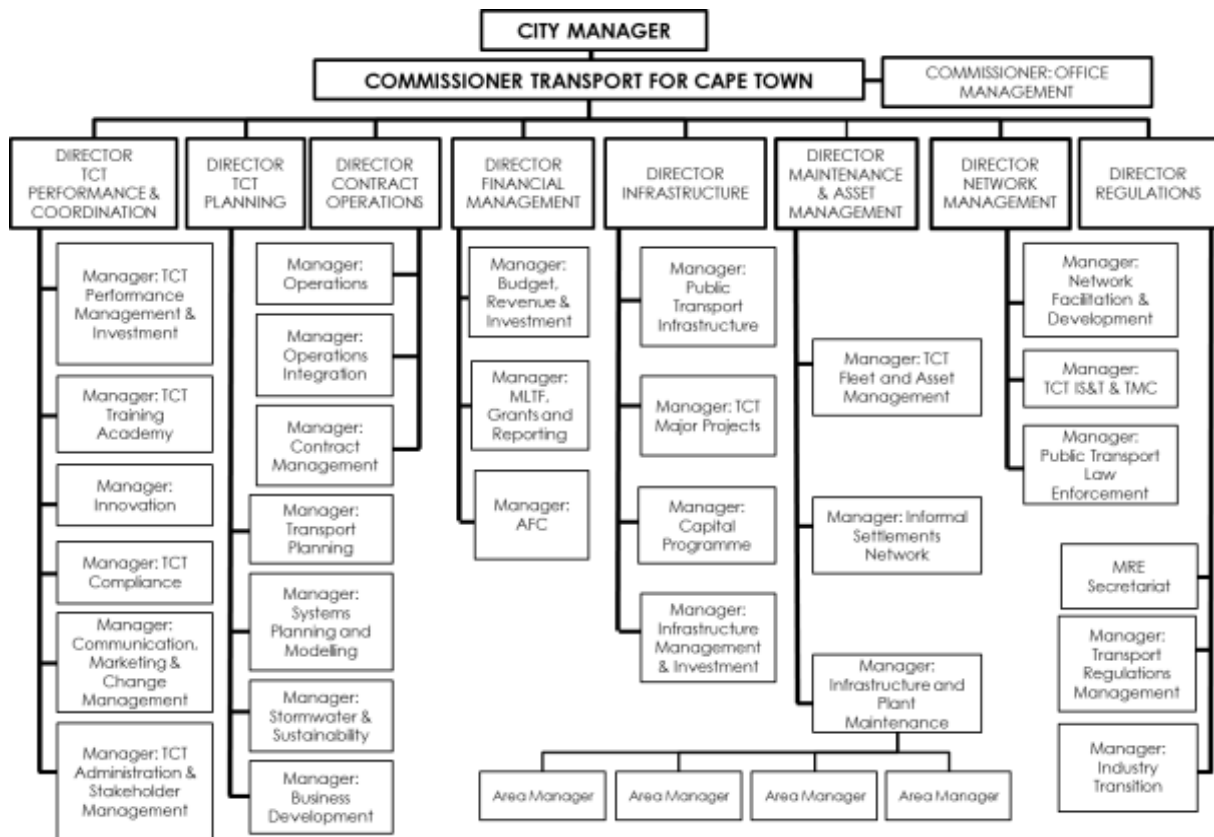 CITY MANAGER
COMMISSIONER TRANSPORT FOR CAPE TOWN
COMMISSIONER: OFFICE
MANAGEMENT
DIRECTOR
TCT
PERFORMANCE &
COORDINATION
DIRECTOR
TCT
PLANNING
DIRECTOR
CONTRACT
OPERATIONS
DIRECTOR
FINANCIAL
MANAGEMENT
DIRECTOR
INFRASTRUCTURE
DIRECTOR
MAINTENANCE
& ASSET
MANAGEMENT
DIRECTOR
NETWORK
MANAGEMENT
DIRECTOR
REGULATIONS
Manager: TCT
Performance
Management &
Investment
Manager: TCT
Training
Academy
Manager:
Innovation
Manager: TCT
Compliance
Manager:
Communication,
Marketing &
Change
Management
Manager: TCT
Administration &
Stakeholder
Management
Manager:
Operations
Manager:
Operations
Integration
Manager:
Contract
Management
Manager:
Transport
Planning
Manager:
Systems
Planning and
Modelling
Manager:
Stormwater &
Sustainability
Manager:
Business
Development
Manager:
Budget,
Revenue &
Investment
Manager:
MLTF,
Grants and
Reporting
Manager:
AFC
Manager:
Public
Transport
Infrastructure
Manager: TCT
Major Projects
Manager:
Capital
Programme
Manager:
Infrastructure
Management
& Investment
Manager: TCT
Fleet and Asset
Management
Manager: Informal
Settlements
Network
Manager:
Infrastructure and
Plant
Maintenance
Area Manager
Area Manager
Area Manager
Area Manager
Manager:
Network
Facilitation &
Development
Manager:
TCT IS&T & TMC
Manager:
Public Transport
Law
Enforcement
MRE
Secretariat
Manager:
Transport
Regulations
Management
Manager:
Industry
Transition